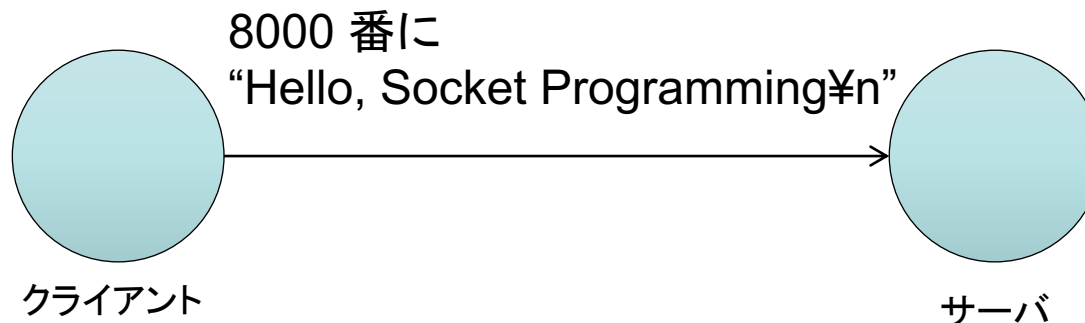 8000 番に
“Hello, Socket Programming¥n”
クライアント
サーバ